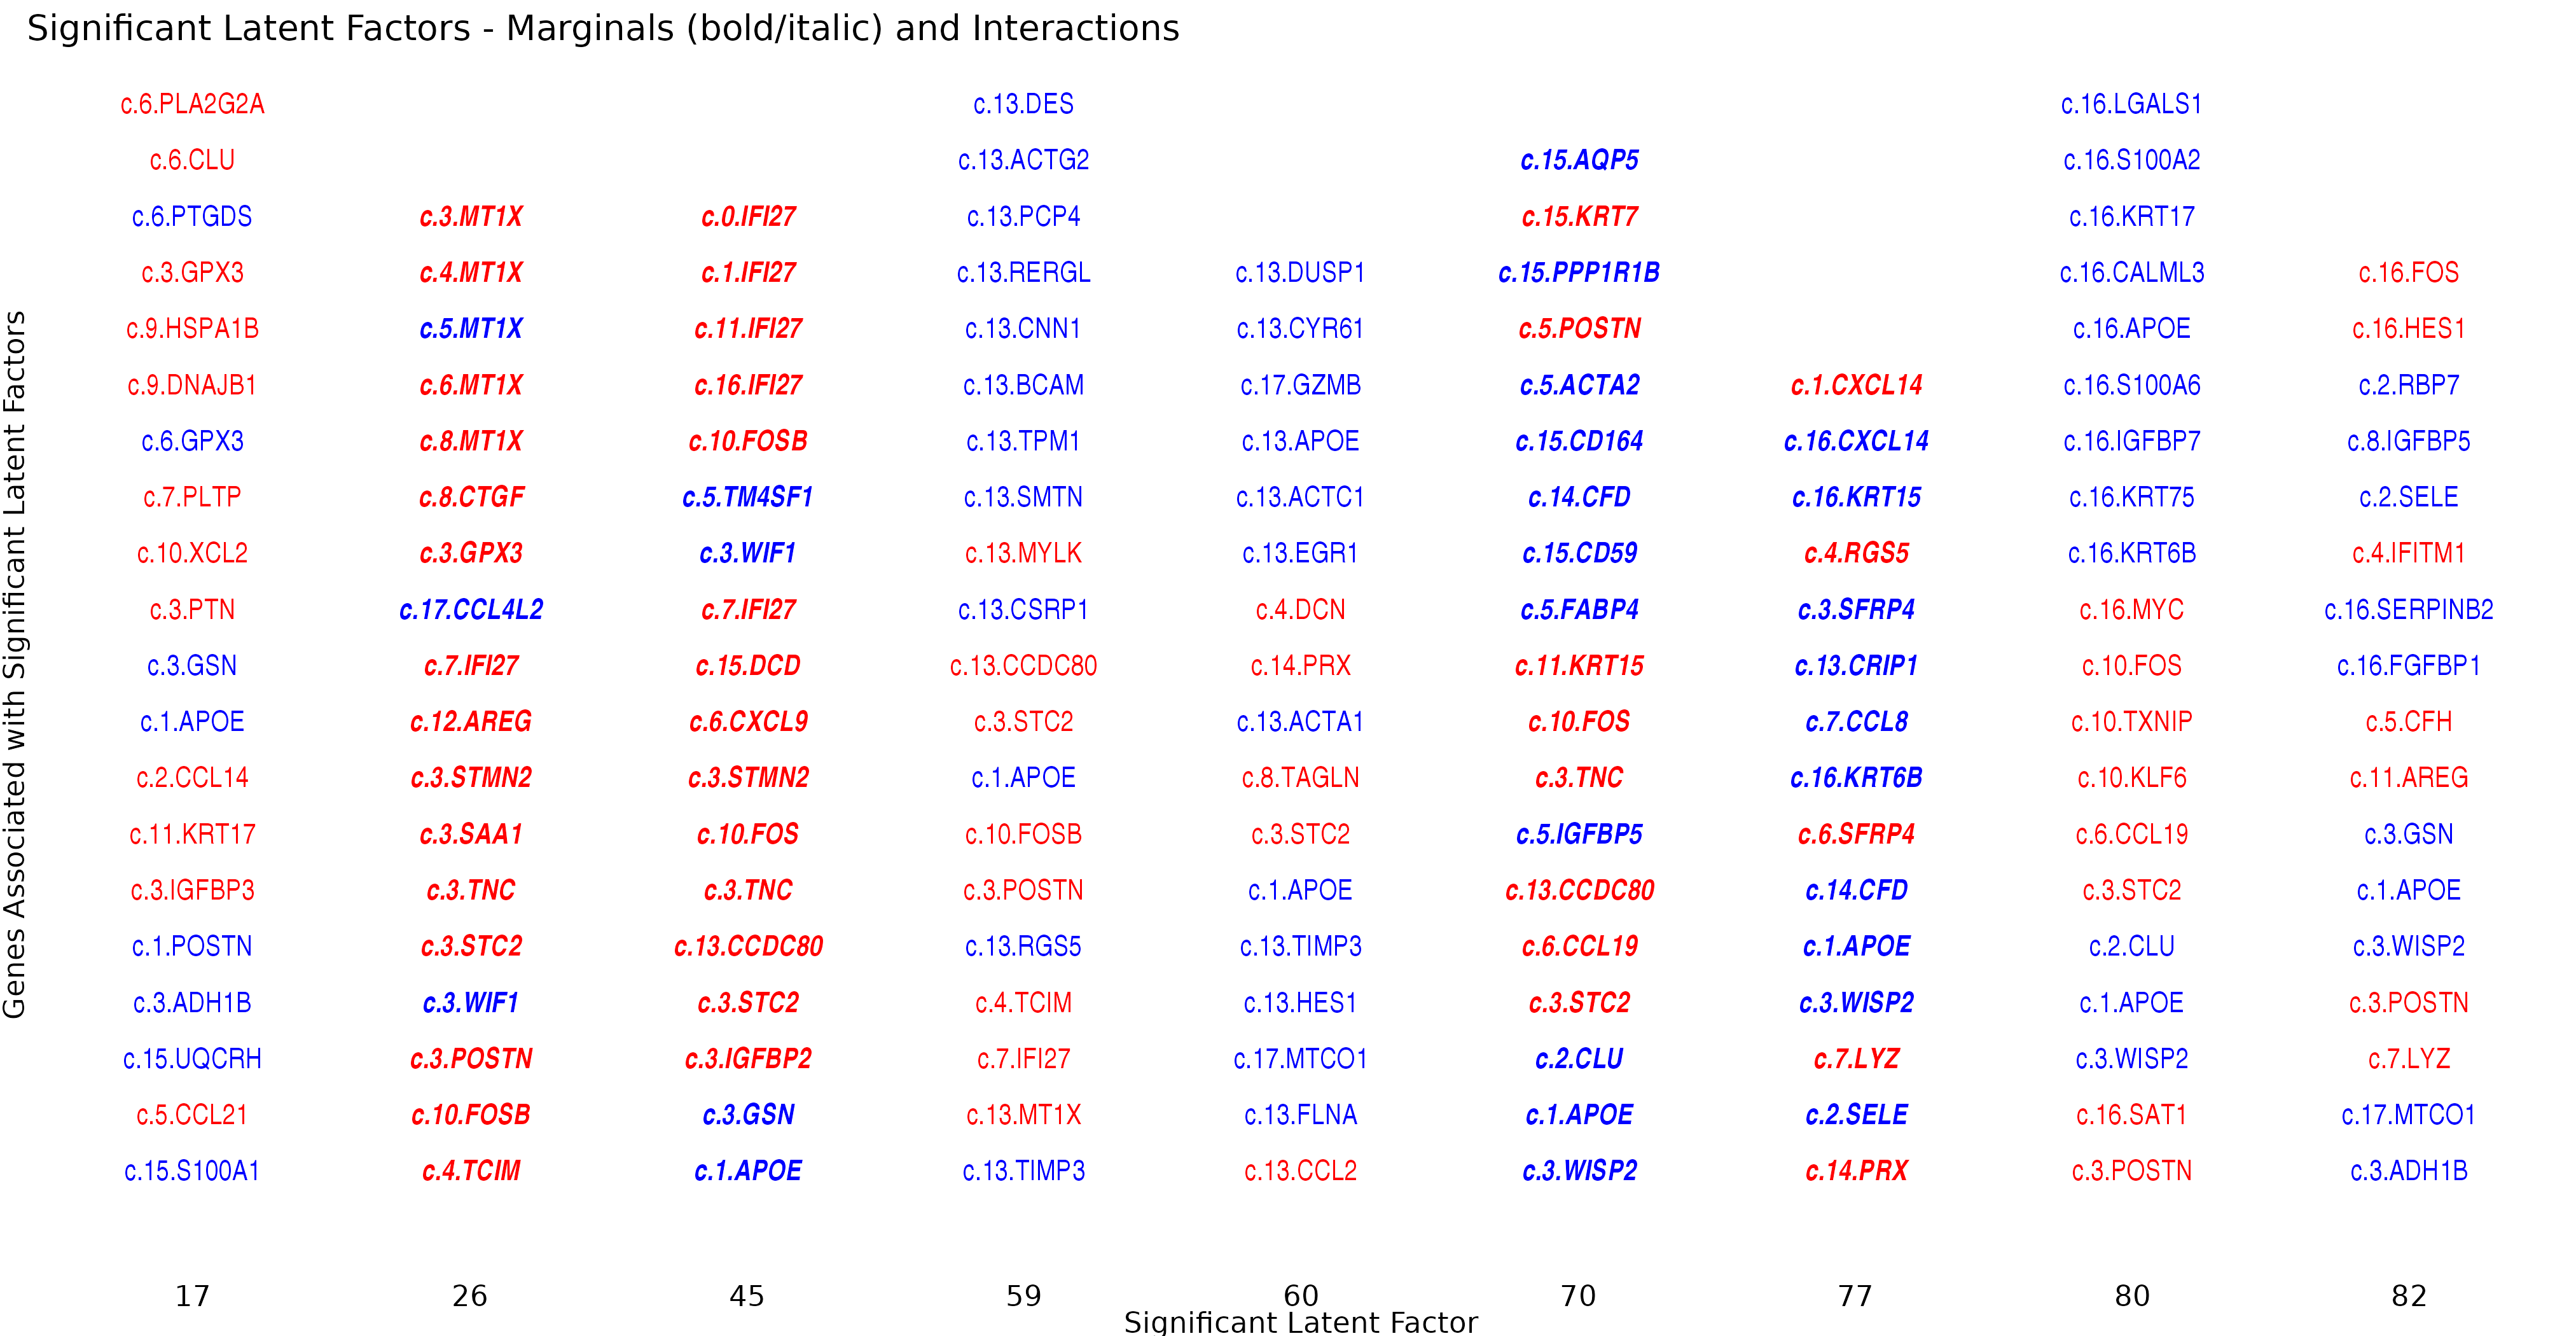 Significant Latent Factors - Marginals (bold/italic) and Interactions
Genes Associated with Significant Latent Factors
c.6.PLA2G2A c.13.DES c.16.LGALS1
c.6.CLU c.13.ACTG2 c.15.AQP5 c.16.S100A2
c.6.PTGDS c.3.MT1X c.0.IFI27 c.13.PCP4 c.15.KRT7 c.16.KRT17
c.3.GPX3 c.4.MT1X c.1.IFI27 c.13.RERGL c.13.DUSP1 c.15.PPP1R1B c.16.CALML3 c.16.FOS
c.9.HSPA1B c.5.MT1X c.11.IFI27 c.13.CNN1 c.13.CYR61 c.5.POSTN c.16.APOE c.16.HES1
c.9.DNAJB1 c.6.MT1X c.16.IFI27 c.13.BCAM c.17.GZMB c.5.ACTA2 c.1.CXCL14 c.16.S100A6 c.2.RBP7
c.6.GPX3 c.8.MT1X c.10.FOSB c.13.TPM1 c.13.APOE c.15.CD164 c.16.CXCL14 c.16.IGFBP7 c.8.IGFBP5
c.7.PLTP c.8.CTGF c.5.TM4SF1 c.13.SMTN c.13.ACTC1 c.14.CFD c.16.KRT15 c.16.KRT75 c.2.SELE
c.10.XCL2 c.3.GPX3 c.3.WIF1 c.13.MYLK c.13.EGR1 c.15.CD59 c.4.RGS5 c.16.KRT6B c.4.IFITM1
c.3.PTN c.17.CCL4L2 c.7.IFI27 c.13.CSRP1 c.4.DCN c.5.FABP4 c.3.SFRP4 c.16.MYC c.16.SERPINB2
c.3.GSN c.7.IFI27 c.15.DCD c.13.CCDC80 c.14.PRX c.11.KRT15 c.13.CRIP1 c.10.FOS c.16.FGFBP1
c.1.APOE c.12.AREG c.6.CXCL9 c.3.STC2 c.13.ACTA1 c.10.FOS c.7.CCL8 c.10.TXNIP c.5.CFH
c.2.CCL14 c.3.STMN2 c.3.STMN2 c.1.APOE c.8.TAGLN c.3.TNC c.16.KRT6B c.10.KLF6 c.11.AREG
c.11.KRT17 c.3.SAA1 c.10.FOS c.10.FOSB c.3.STC2 c.5.IGFBP5 c.6.SFRP4 c.6.CCL19 c.3.GSN
c.3.IGFBP3 c.3.TNC c.3.TNC c.3.POSTN c.1.APOE c.13.CCDC80 c.14.CFD c.3.STC2 c.1.APOE
c.1.POSTN c.3.STC2 c.13.CCDC80 c.13.RGS5 c.13.TIMP3 c.6.CCL19 c.1.APOE c.2.CLU c.3.WISP2
c.3.ADH1B c.3.WIF1 c.3.STC2 c.4.TCIM c.13.HES1 c.3.STC2 c.3.WISP2 c.1.APOE c.3.POSTN
c.15.UQCRH c.3.POSTN c.3.IGFBP2 c.7.IFI27 c.17.MTCO1 c.2.CLU c.7.LYZ c.3.WISP2 c.7.LYZ
c.5.CCL21 c.10.FOSB c.3.GSN c.13.MT1X c.13.FLNA c.1.APOE c.2.SELE c.16.SAT1 c.17.MTCO1
c.15.S100A1 c.4.TCIM c.1.APOE c.13.TIMP3 c.13.CCL2 c.3.WISP2 c.14.PRX c.3.POSTN c.3.ADH1B
17 26 45 59 60 70 77 80 82
Significant Latent Factor